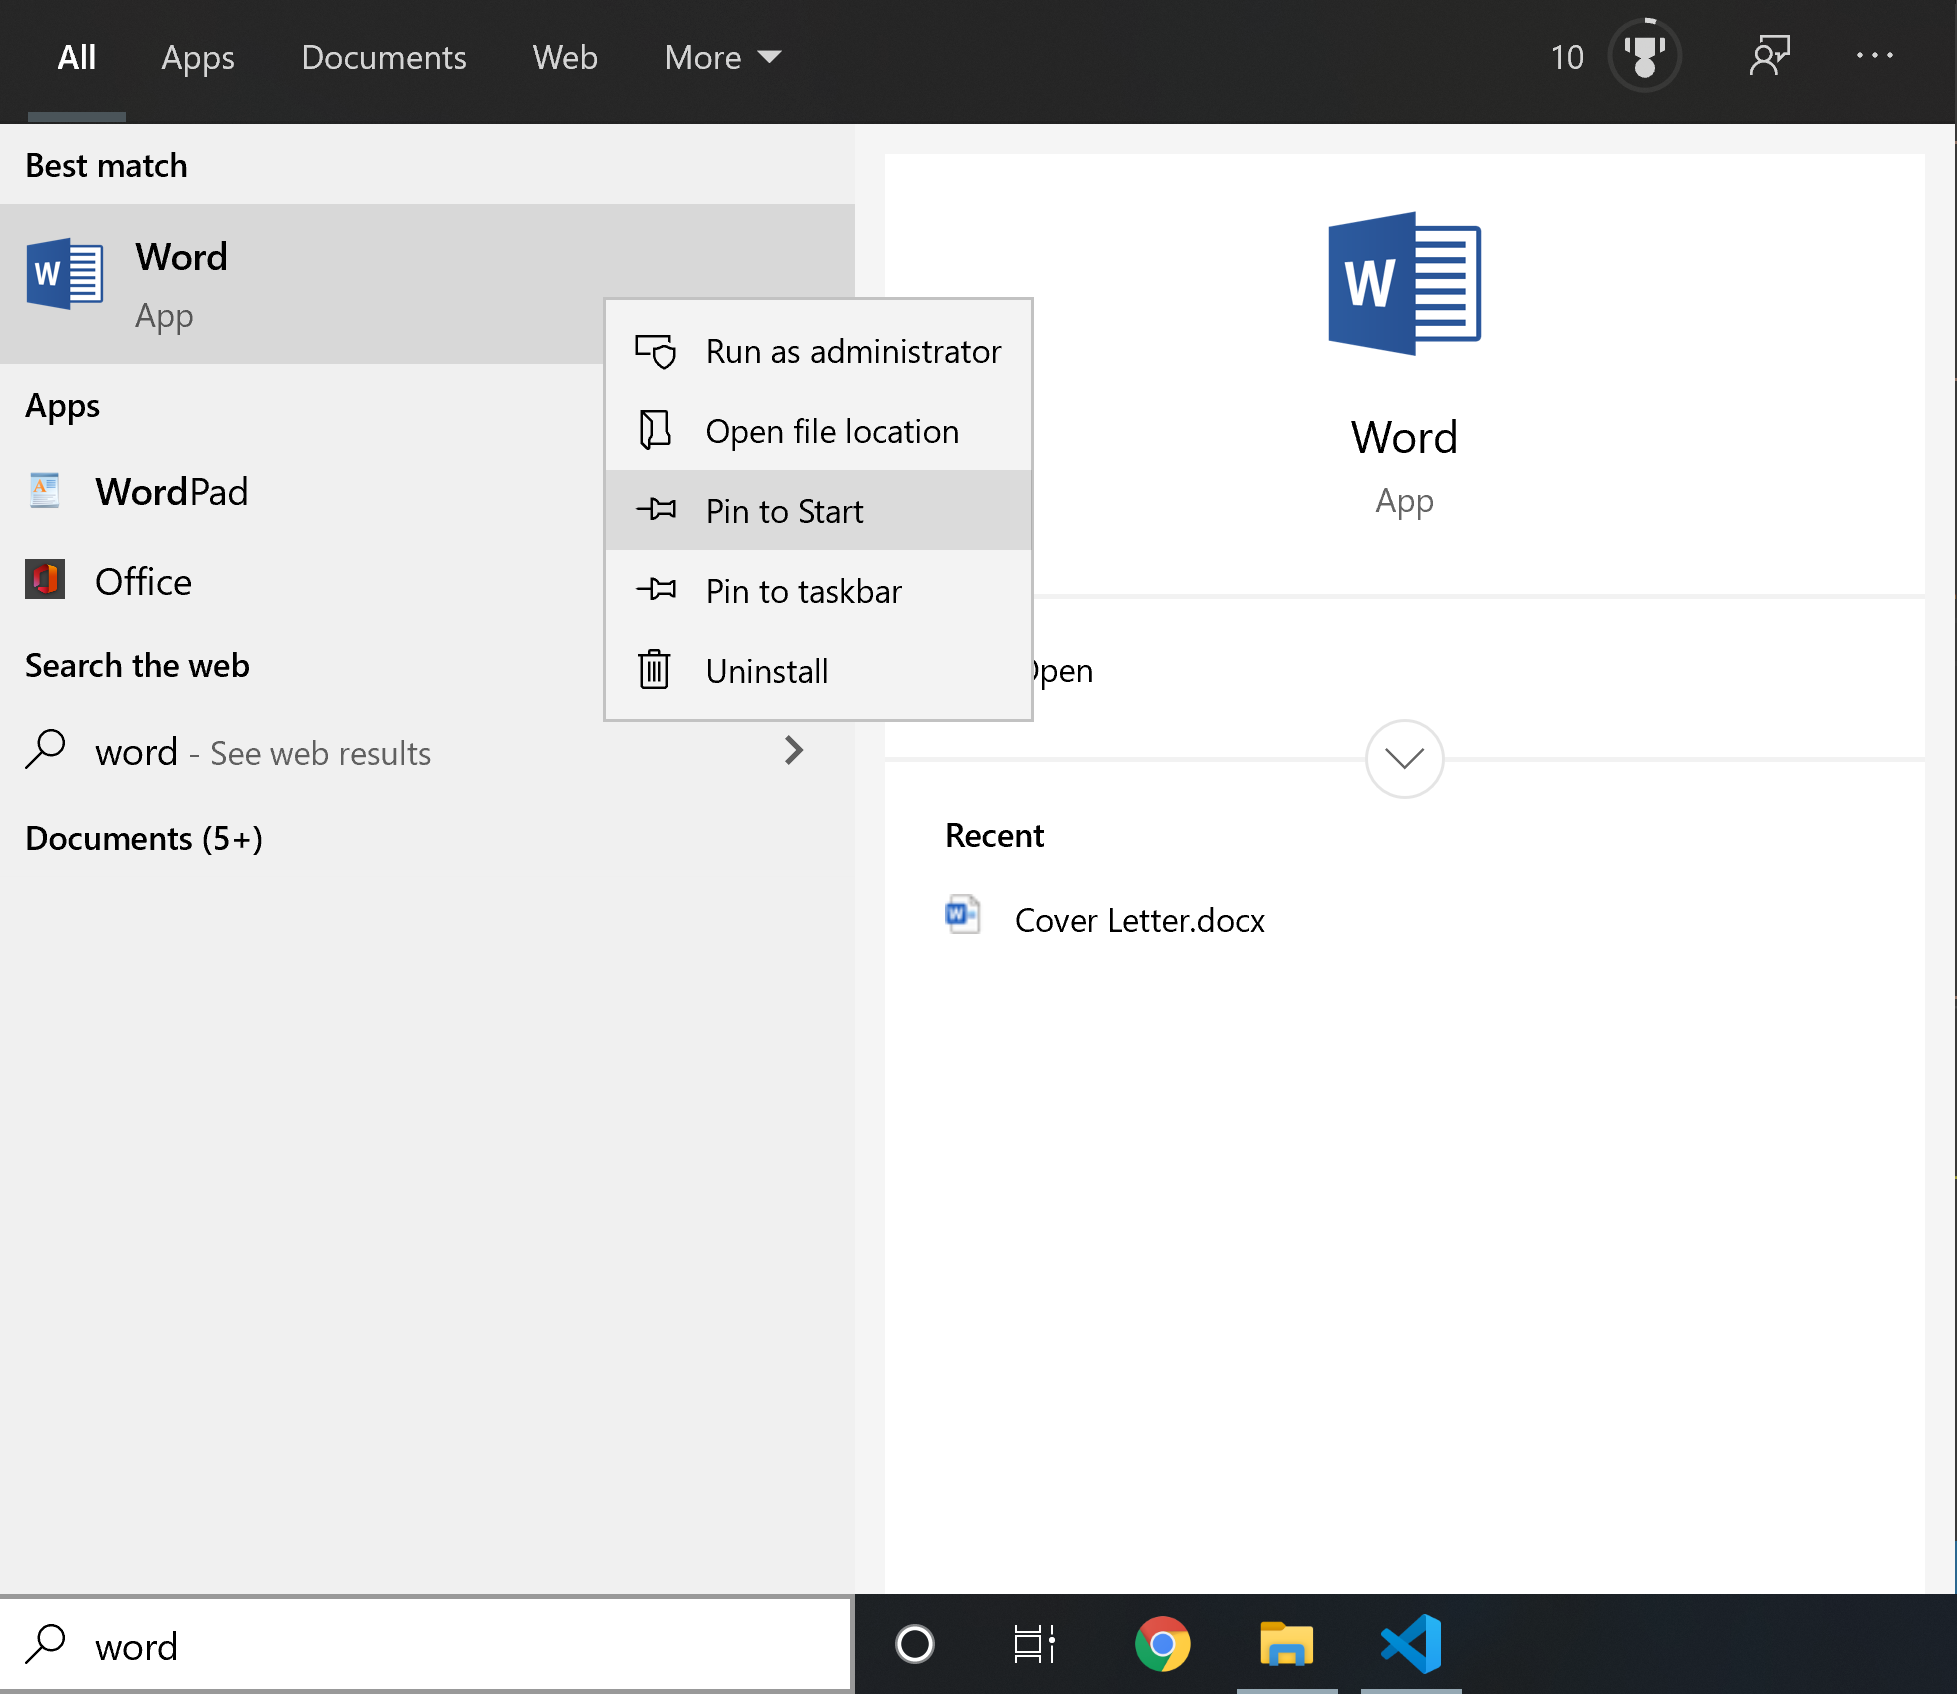 All Apps Documents Web More 10
Best match
Word
App
Apps
WordPad
Office
Search the web
word - See web results
Documents (5+)
Run as administrator
Open file location
Pin to Start
Pin to taskbar
Uninstall
Word
App
pen
Recent
Cover Letter.docx
word